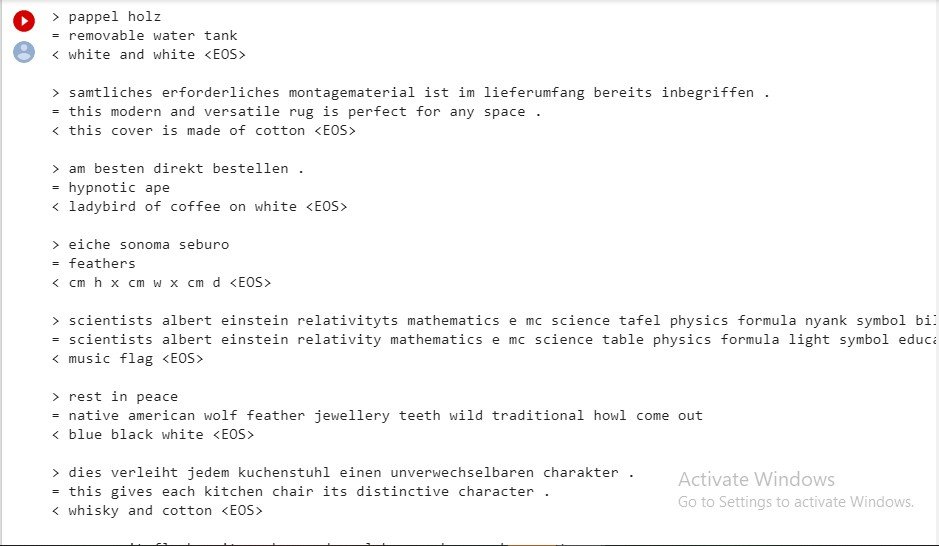 > pappel holz
= removable water tank
< white and white <EOS>
> samtliches erforderliches montagematerial ist im lieferumfang bereits inbegriffen .
= this modern and versatile rug is perfect for any space .
< this cover is made of cotton <EOS>
> am besten direkt bestellen .
= hypnotic ape
< ladybird of coffee on white <EOS>
> eiche sonoma seburo
= feathers
< cm h x cm w x cm d <EOS>
> scientists albert einstein relativityts mathematics e mc science tafel physics formula nyank symbol
= scientists albert einstein relativity mathematics e mc science table physics formula light symbol
< music flag <EOS>
> rest in peace
= native american wolf feather jewellery teeth wild traditional howl come out
< blue black white <EOS>
> dies verleiht jedem kuchenstuhl einen unverwechselbaren charakter .
= this gives each kitchen chair its distinctive character .
< whisky and cotton <EOS>
Activate Windows
Go to Settings to activate Windows.